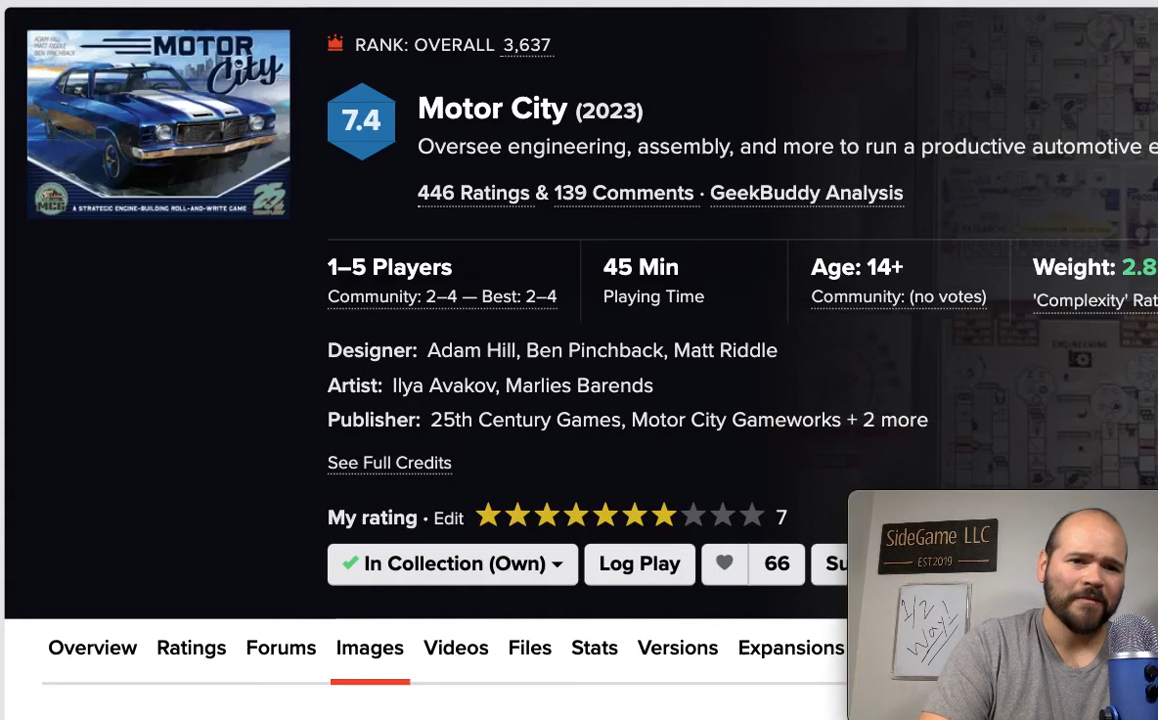 ADAM HILL
MATT RIDDLE
BEN PINCHBACK
MOTOR
City
MCG
25
A STRATEGIC ENGINE-BUILDING ROLL-AND-WRITE GAME
RANK: OVERALL 3,637
7.4
Motor City (2023)
Oversee engineering, assembly, and more to run a productive automotive e
446 Ratings & 139 Comments · GeekBuddy Analysis
1–5 Players
Community: 2–4 — Best: 2–4
45 Min
Playing Time
Age: 14+
Community: (no votes)
Weight: 2.8
'Complexity' Rat
Designer: Adam Hill, Ben Pinchback, Matt Riddle
Artist: Ilya Avakov, Marlies Barends
Publisher: 25th Century Games, Motor City Gameworks + 2 more
See Full Credits
ENGINEERING
My rating · Edit 7
In Collection (Own) Log Play 66 Su
SideGame LLC
EST.2019
1/2
Way!
Overview Ratings Forums Images Videos Files Stats Versions Expansions